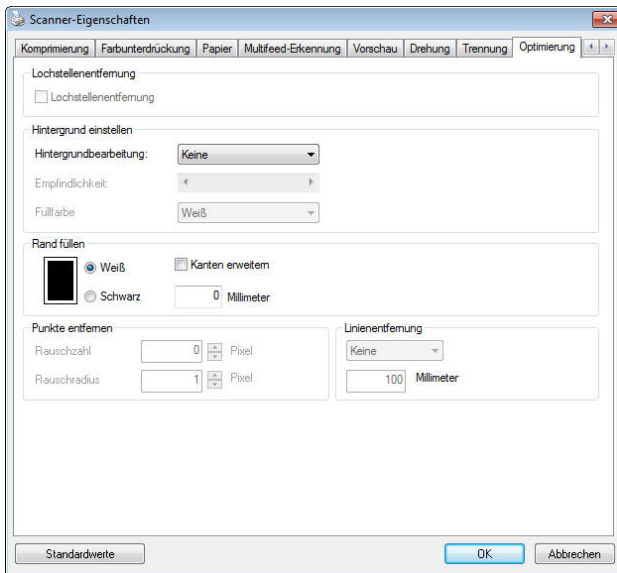 Scanner-Eigenschaften
Komprimierung Farbunterdrückung Papier Multifeed-Erkennung Vorschau Drehung Trennung Optimierung
Lochstellenentfernung
Lochstellenentfernung
Hintergrund einstellen
Hintergrundbearbeitung: Keine
Empfindlichkeit:
Füllfarbe Weiß
Rand füllen
Weiß Kanten erweitern
Schwarz 0 Millimeter
Punkte entfernen Linienentfernung
Rauschzahl 0 Pixel Keine
Rauschradius 1 Pixel 100 Millimeter
Standardwerte OK Abbrechen